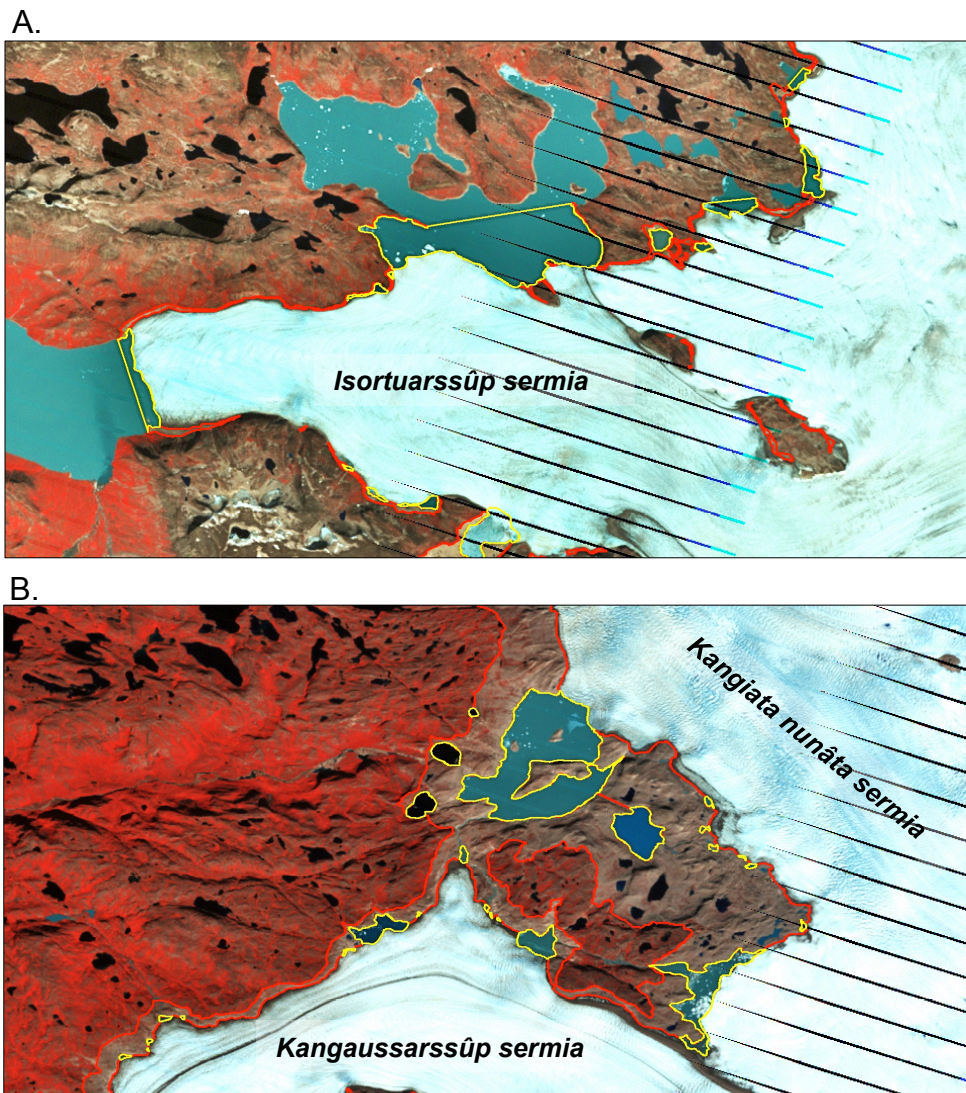 A.
Isortuarssûp sermia
B.
Kangiata nunâta sermia
Kangaussarssûp sermia